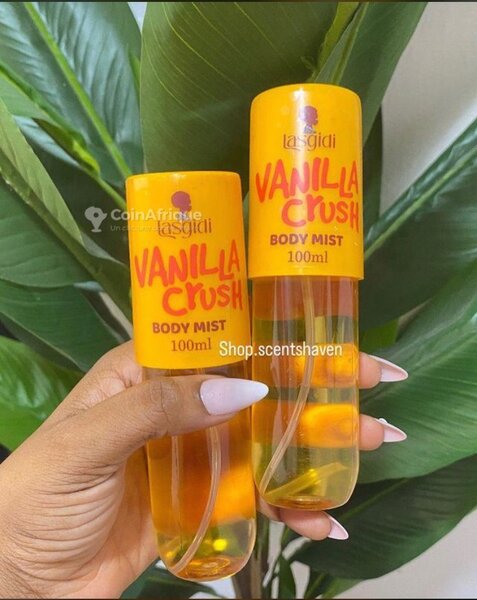 Lasgidi
VANILLA
Crush
BODY MIST
100ml
CoinAfrique
Lasgidi
VANILLA
Crush
BODY MIST
100ml
Shop.scentshaven